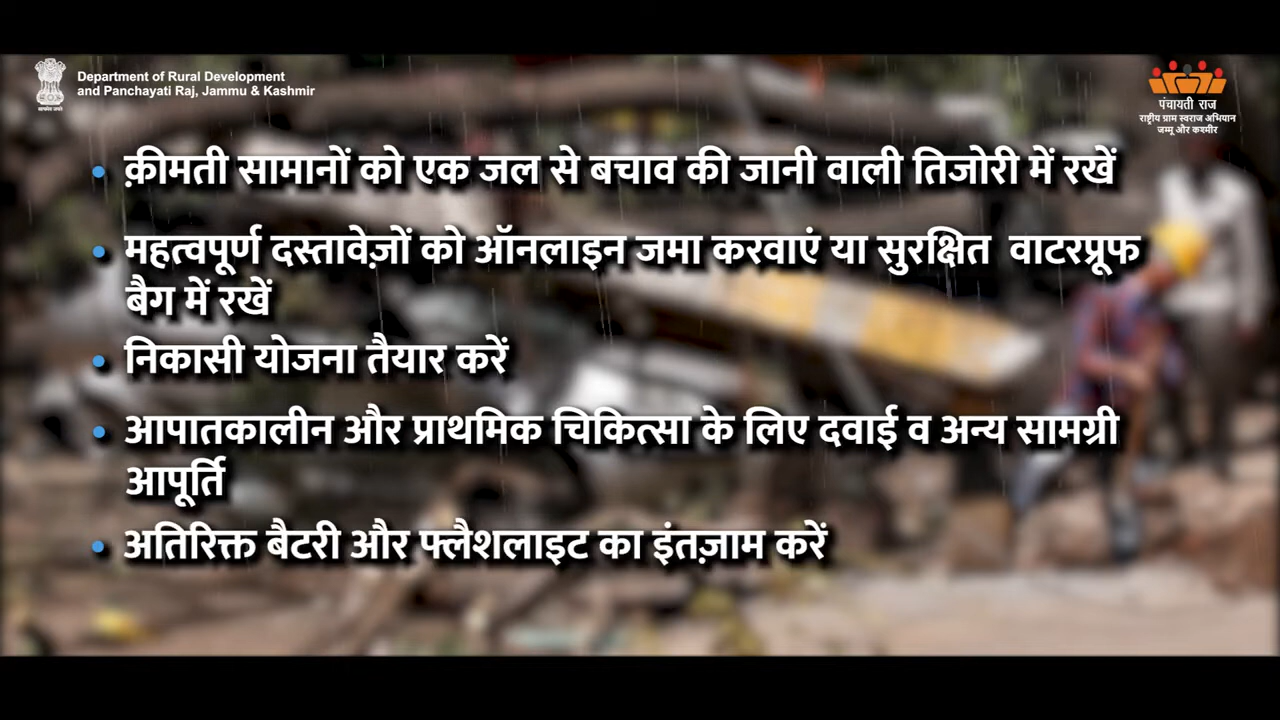 Department of Rural Development
and Panchayati Raj, Jammu & Kashmir
पंचायती राज
राष्ट्रीय ग्राम स्वराज अभियान
जम्मू और कश्मीर
• क़ीमती सामानों को एक जल से बचाव की जानी वाली तिजोरी में रखें
• महत्वपूर्ण दस्तावेज़ों को ऑनलाइन जमा करवाएं या सुरक्षित वाटरप्रूफ
बैग में रखें
• निकासी योजना तैयार करें
• आपातकालीन और प्राथमिक चिकित्सा के लिए दवाई व अन्य सामग्री
आपूर्ति
• अतिरिक्त बैटरी और फ्लैशलाइट का इंतज़ाम करें